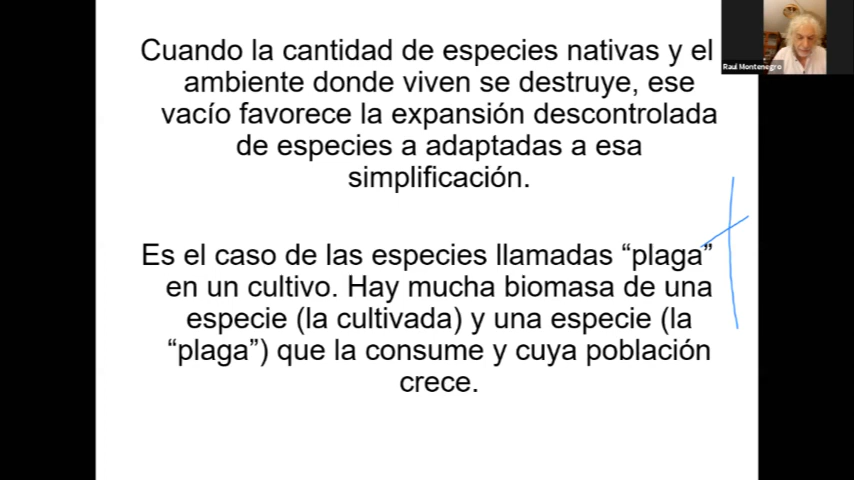 Cuando la cantidad de especies nativas y el
ambiente donde viven se destruye, ese
vacío favorece la expansión descontrolada
de especies a adaptadas a esa
simplificación.
Es el caso de las especies llamadas “plaga”
en un cultivo. Hay mucha biomasa de una
especie (la cultivada) y una especie (la
“plaga”) que la consume y cuya población
crece.
Raul Montenegro